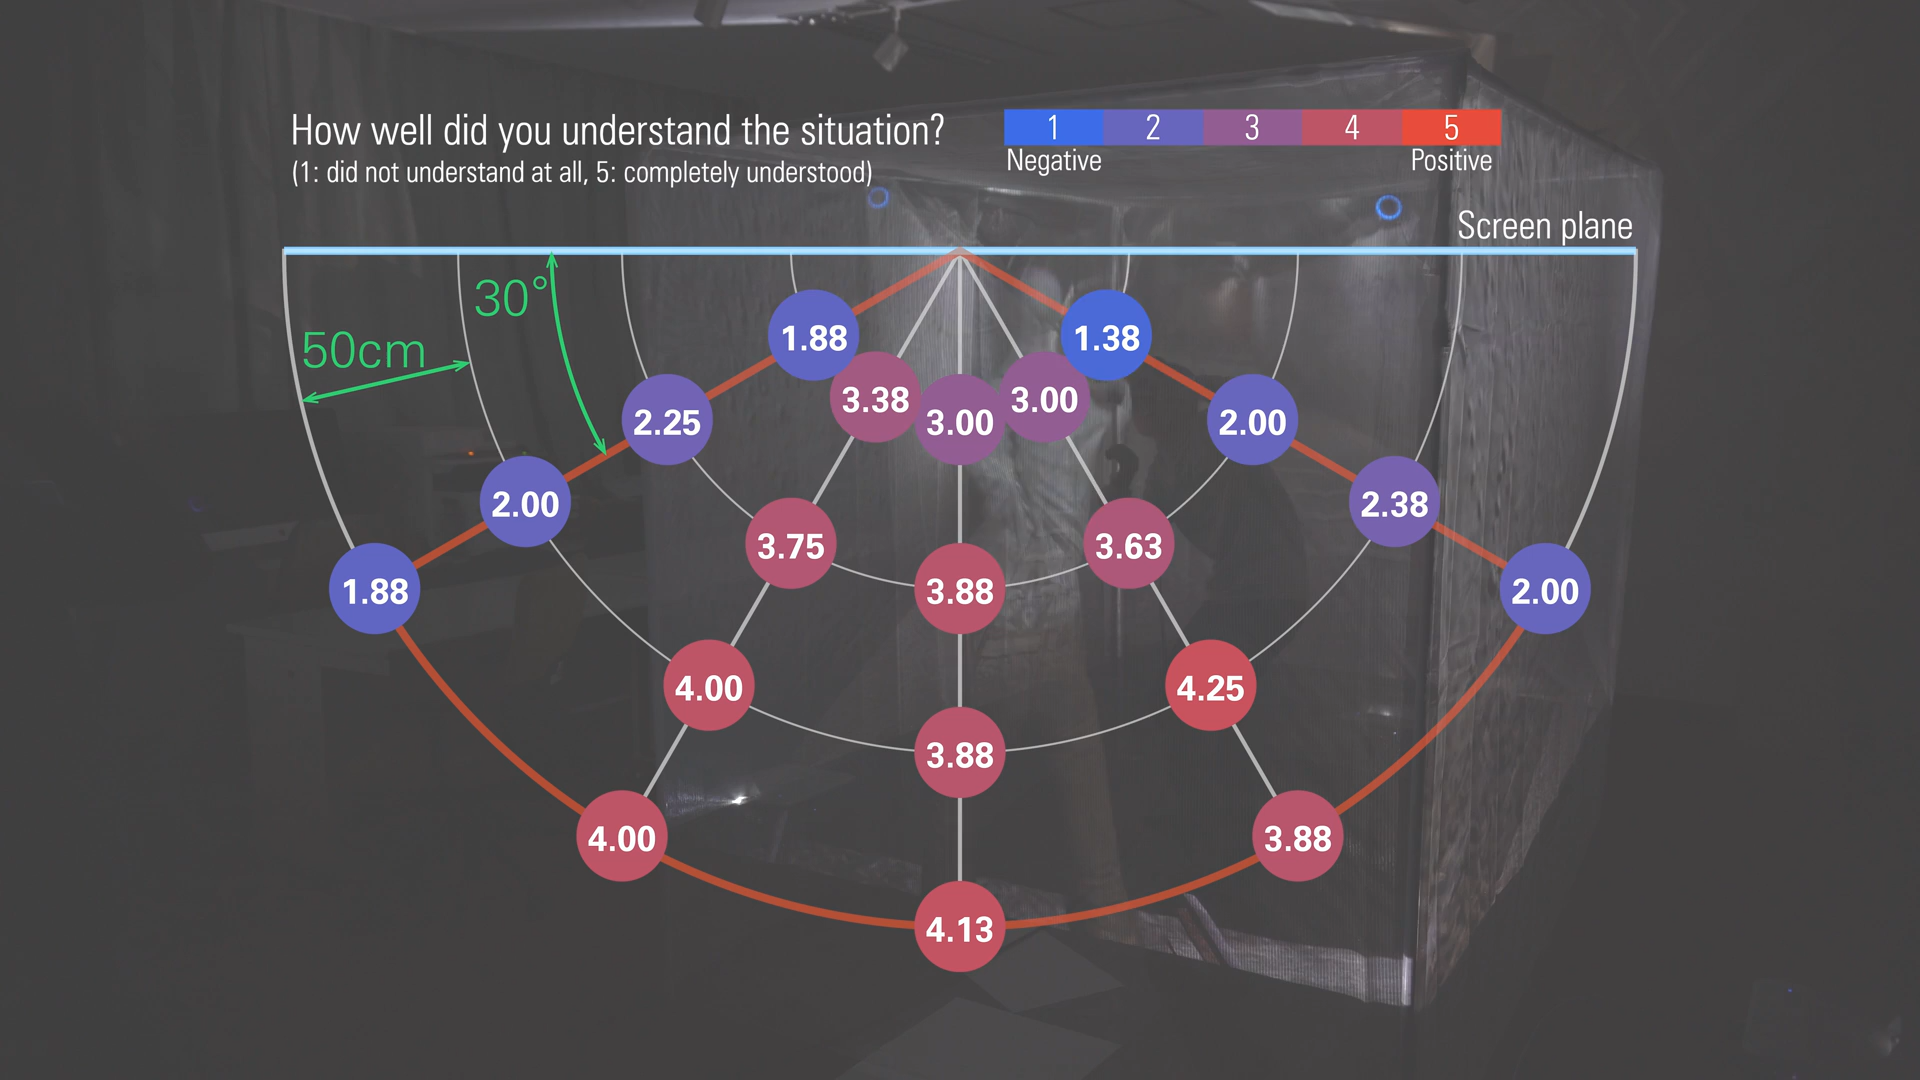 How well did you understand the situation?
(1: did not understand at all, 5: completely understood)
1 2 3 4 5
Negative Positive
Screen plane
30°
50cm
1.88 1.38
3.38 3.00 3.00
2.25 2.00
2.00 2.38
3.75 3.63
1.88 3.88 2.00
4.00 4.25
3.88
4.00 3.88
4.13